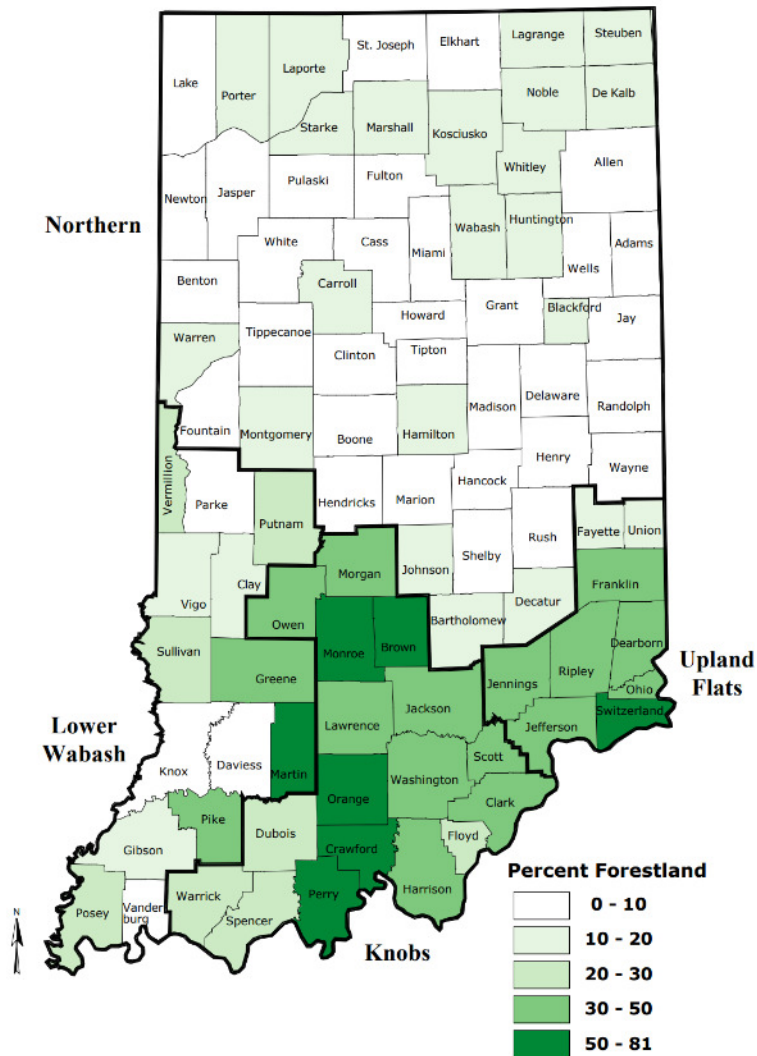 St. Joseph
Elkhart
Lagrange
Steuben
Lake
Porter
Laporte
Noble
De Kalb
Starke
Marshall
Kosciusko
Whitley
Allen
Newton
Jasper
Pulaski
Fulton
Northern
White
Cass
Miami
Wabash
Huntington
Wells
Adams
Benton
Carroll
Grant
Blackford
Jay
Howard
Warren
Tippecanoe
Clinton
Tipton
Madison
Delaware
Randolph
Fountain
Montgomery
Boone
Hamilton
Henry
Wayne
Vermillion
Parke
Putnam
Hendricks
Marion
Hancock
Shelby
Rush
Fayette
Union
Vigo
Clay
Owen
Morgan
Johnson
Bartholomew
Decatur
Franklin
Sullivan
Greene
Monroe
Brown
Jennings
Ripley
Dearborn
Ohio
Upland
Flats
Switzerland
Jefferson
Lower
Wabash
Knox
Daviess
Martin
Lawrence
Jackson
Scott
Washington
Clark
Orange
Gibson
Pike
Dubois
Crawford
Floyd
Harrison
Posey
Vander
burg
Warrick
Spencer
Perry
Knobs
N
Percent Forestland
0 - 10
10 - 20
20 - 30
30 - 50
50 - 81